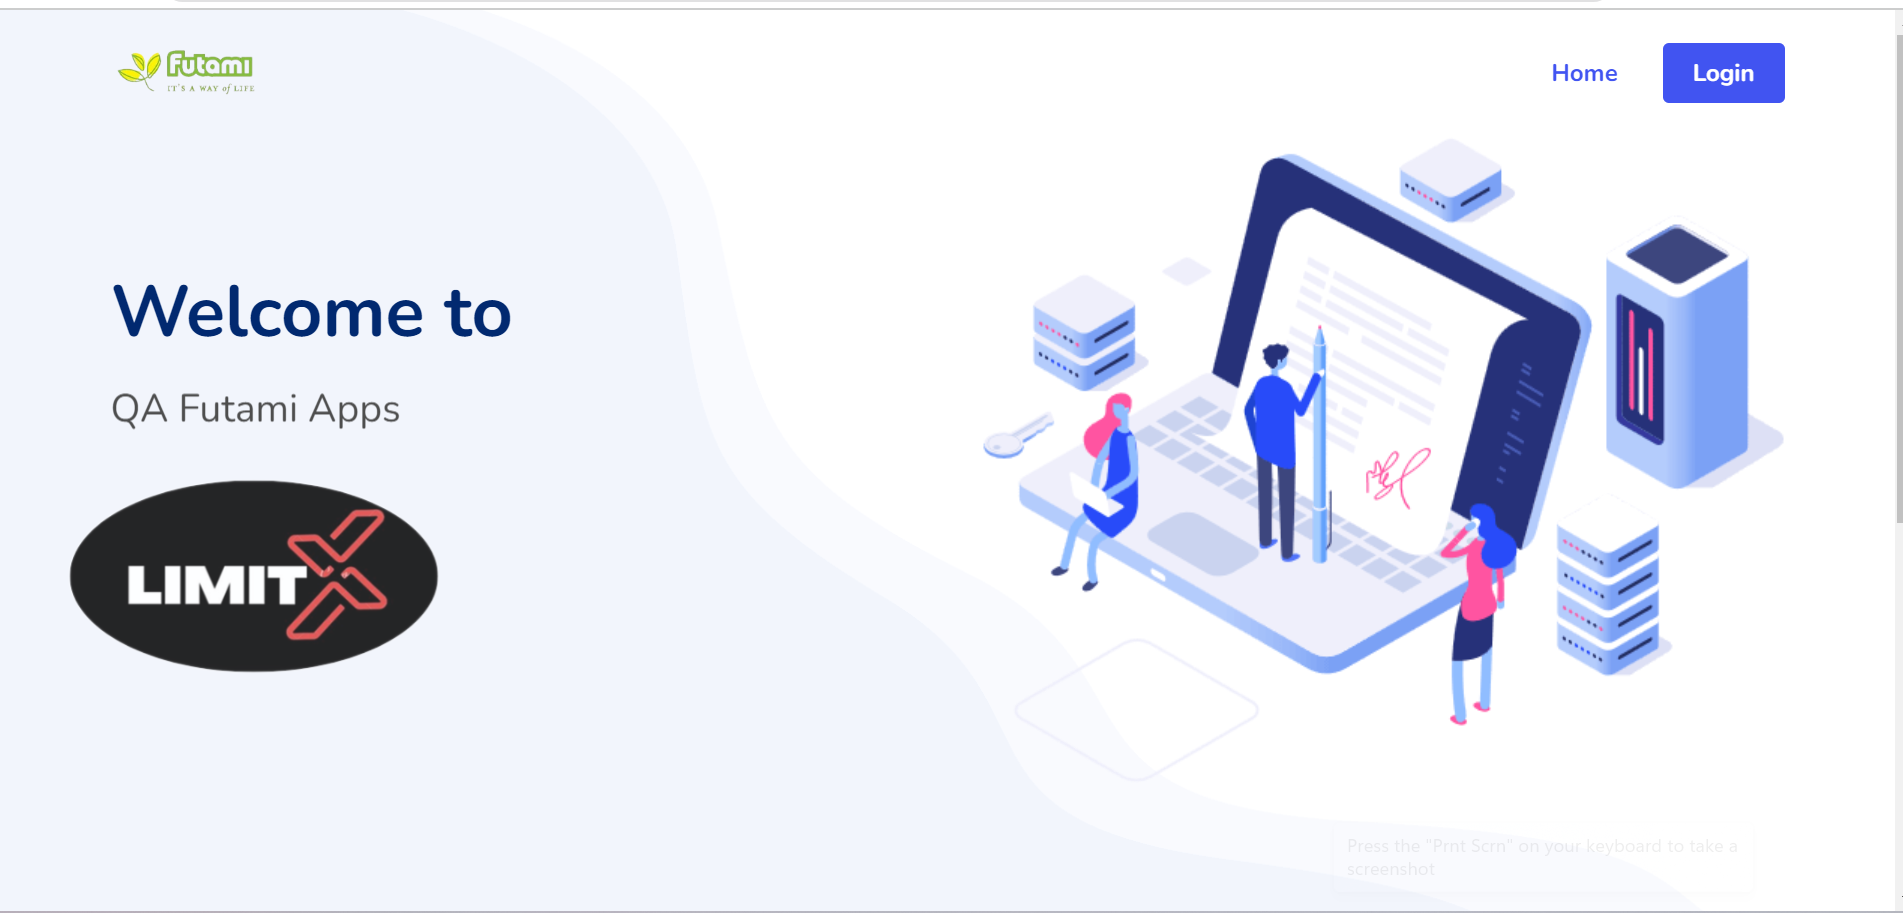 Futami
IT'S A WAY of LIFE
Home
Login
Welcome to
QA Futami Apps
LIMITX
Press the "Prnt Scrn" on your keyboard to take a
screenshot